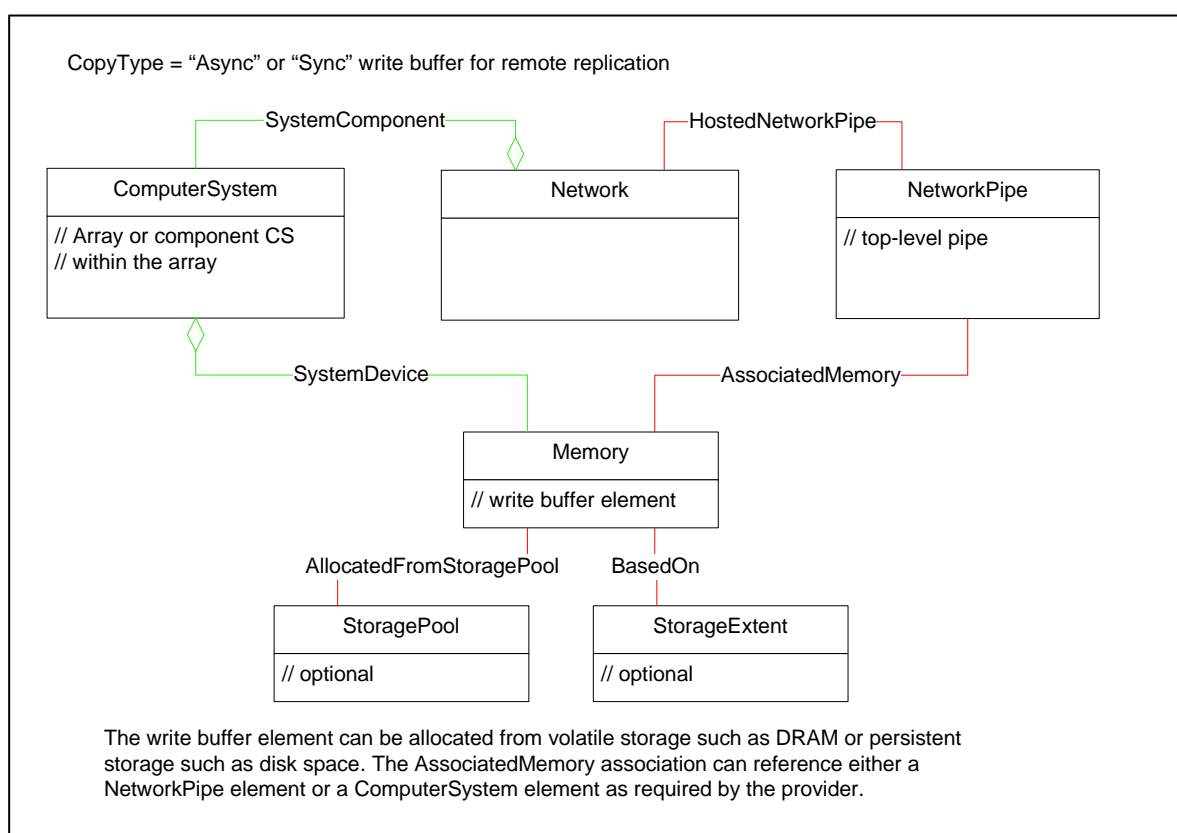 CopyType = “Async” or “Sync” write buffer for remote replication
SystemComponent
HostedNetworkPipe
ComputerSystem
Network
NetworkPipe
// Array or component CS
// within the array
// top-level pipe
SystemDevice
AssociatedMemory
Memory
// write buffer element
AllocatedFromStoragePool
BasedOn
StoragePool
StorageExtent
// optional
// optional
The write buffer element can be allocated from volatile storage such as DRAM or persistent
storage such as disk space. The AssociatedMemory association can reference either a
NetworkPipe element or a ComputerSystem element as required by the provider.